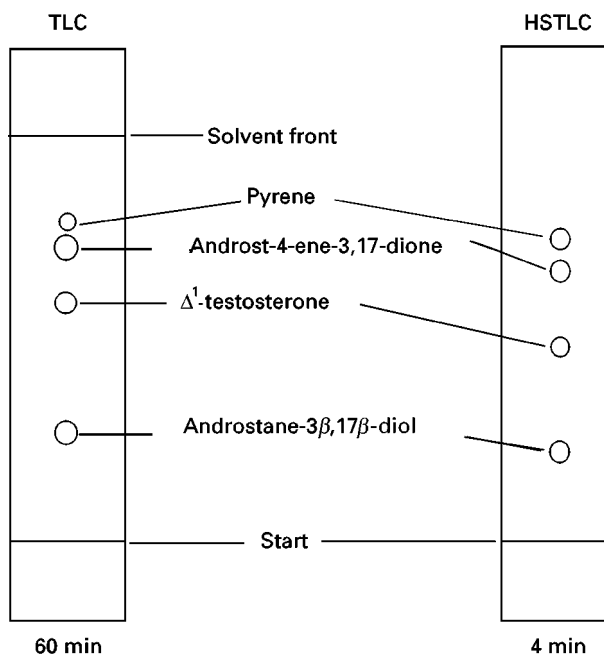 TLC
HSTLC
Solvent front
Pyrene
Androst-4-ene-3,17-dione
Δ¹-testosterone
Androstane-3β,17β-diol
Start
60 min
4 min